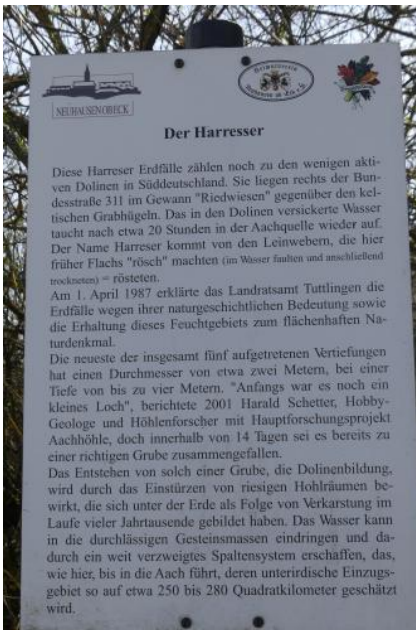 NEUHAUSEN OB ECK
Der Harresser
Diese Harreser Erdfälle zählen noch zu den wenigen akti-
ven Dolinen in Süddeutschland. Sie liegen rechts der Bun-
desstraße 311 im Gewann "Riedwiesen" gegenüber den kel-
tischen Grabhügeln. Das in den Dolinen versickerte Wasser
taucht nach etwa 20 Stunden in der Aachquelle wieder auf.
Der Name Harreser kommt von den Leinwebern, die hier
früher Flachs "rösch" machten (im Wasser faulten und anschließend
trockneten) = rösteten.
Am 1. April 1987 erklärte das Landratsamt Tuttlingen die
Erdfälle wegen ihrer naturgeschichtlichen Bedeutung sowie
die Erhaltung dieses Feuchtgebiets zum flächenhaften Na-
turdenkmal.
Die neueste der insgesamt fünf aufgetretenen Vertiefungen
hat einen Durchmesser von etwa zwei Metern, bei einer
Tiefe von bis zu vier Metern. "Anfangs war es noch ein
kleines Loch", berichtete 2001 Harald Schetter, Hobby-
Geologe und Höhlenforscher mit Hauptforschungsprojekt
Aachhöhle, doch innerhalb von 14 Tagen sei es bereits zu
einer richtigen Grube zusammengefallen.
Das Entstehen von solch einer Grube, die Dolinenbildung,
wird durch das Einstürzen von riesigen Hohlräumen be-
wirkt, die sich unter der Erde als Folge von Verkarstung im
Laufe vieler Jahrtausende gebildet haben. Das Wasser kann
in die durchlässigen Gesteinsmassen eindringen und da-
durch ein weit verzweigtes Spaltensystem erschaffen, das,
wie hier, bis in die Aach führt, deren unterirdische Einzugs-
gebiet so auf etwa 250 bis 280 Quadratkilometer geschätzt
wird.